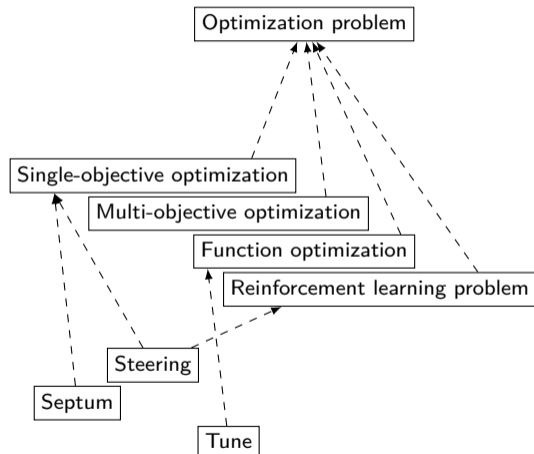 Optimization problem
Single-objective optimization
Multi-objective optimization
Function optimization
Reinforcement learning problem
Steering
Septum
Tune